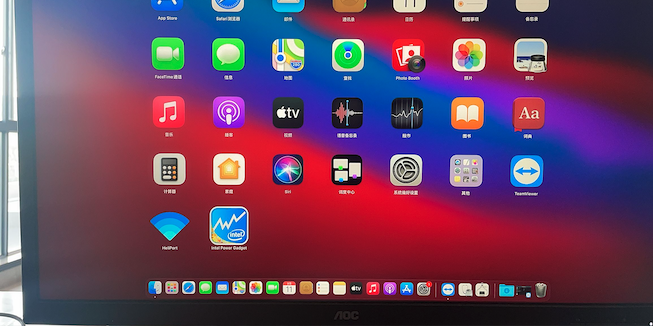 App Store
Safari浏览器
邮件
通讯录
日历
提醒事项
备忘录
FaceTime通话
信息
地图
查找
Photo Booth
照片
预览
音乐
播客
tv
视频
语音备忘录
股市
图书
Aa
词典
计算器
家庭
Siri
调度中心
系统偏好设置
其他
TeamViewer
HeliPort
intel
Intel Power Gadget
11
tv
AOC